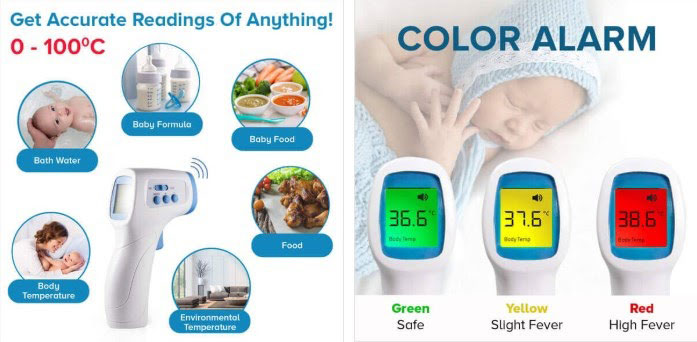 Get Accurate Readings Of Anything!
0 - 100⁰C
Baby Formula
Bath Water
Baby Food
Food
Body
Temperature
Environmental
Temperature
COLOR ALARM
36.6 °C
Body Temp
37.6 °C
Body Temp
38.6 °C
Body Temp
Green
Safe
Yellow
Slight Fever
Red
High Fever